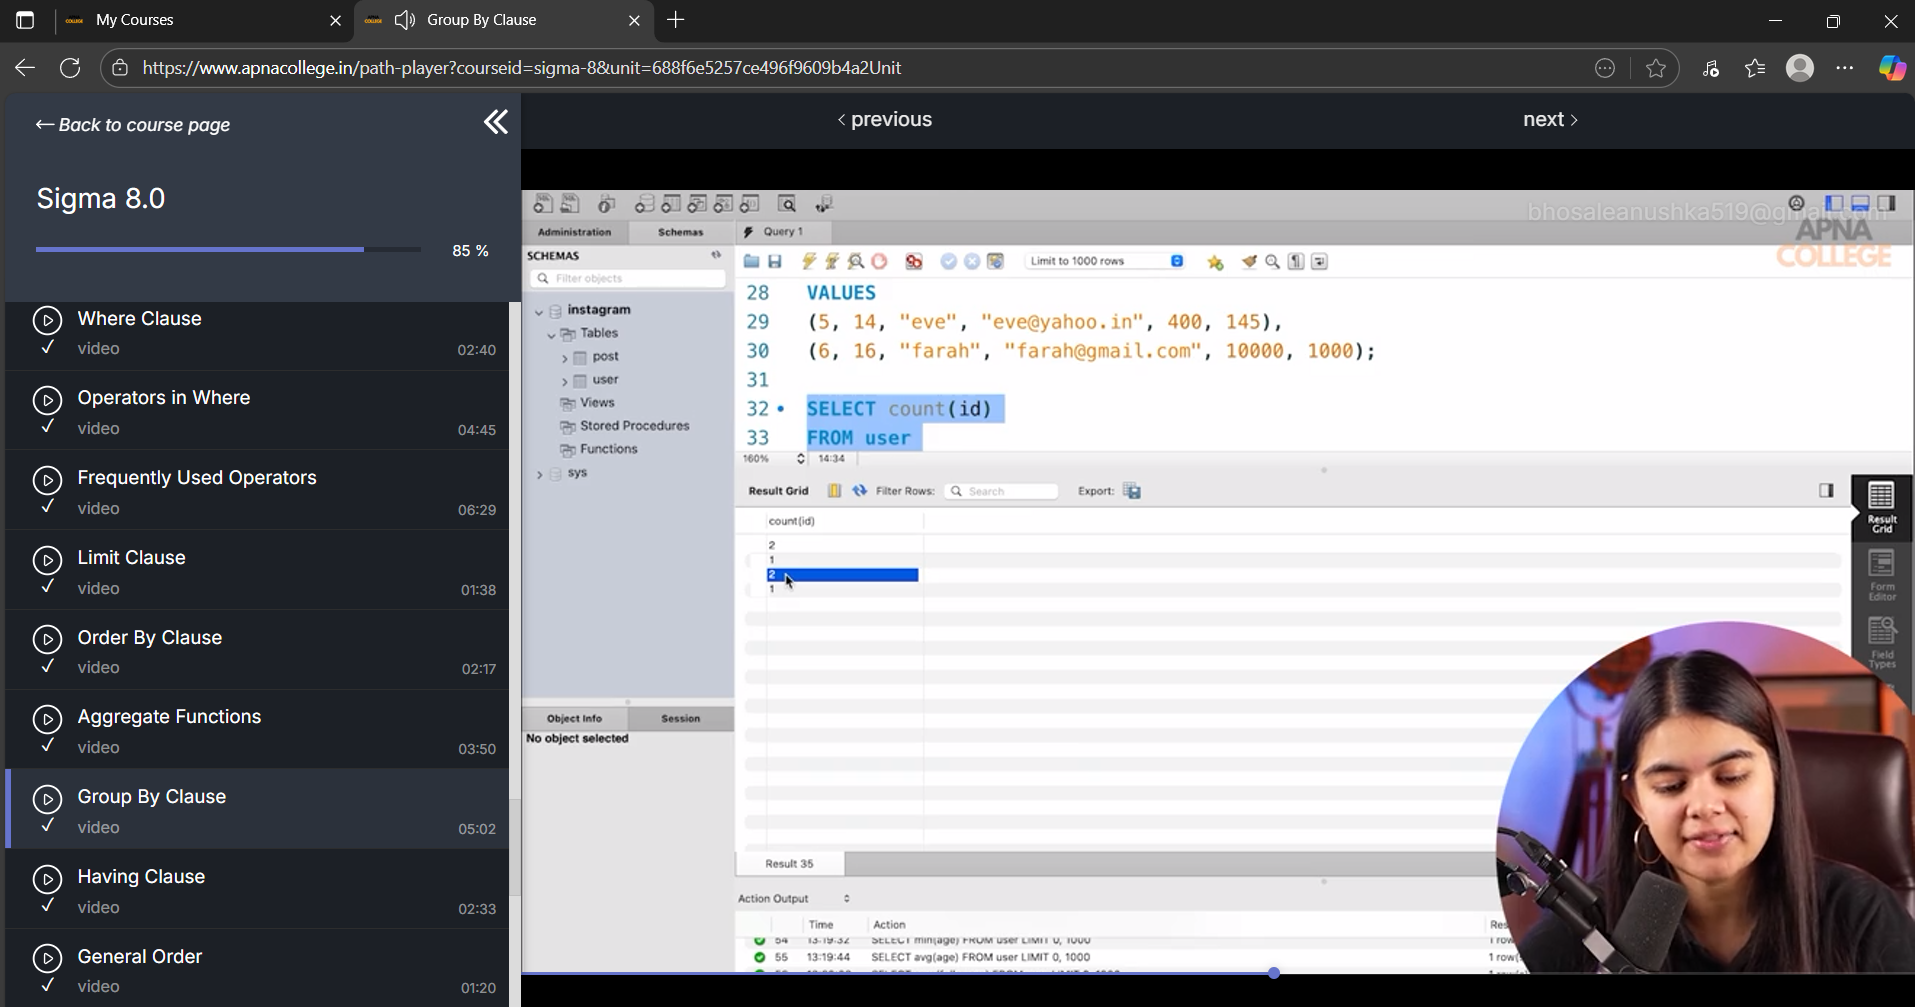 My Courses
Group By Clause
https://www.apnacollege.in/path-player?courseid=sigma-8&unit=688f6e5257ce496f9609b4a2Unit
Back to course page
previous
next
Sigma 8.0
85 %
Where Clause
video
02:40
Operators in Where
video
04:45
Frequently Used Operators
video
06:29
Limit Clause
video
01:38
Order By Clause
video
02:17
Aggregate Functions
video
03:50
Group By Clause
video
05:02
Having Clause
video
02:33
General Order
video
01:20
bhosaleanushka519@gmail.com
APNA
COLLEGE
Administration
Schemas
Query 1
SCHEMAS
Filter objects
instagram
Tables
post
user
Views
Stored Procedures
Functions
sys
Object Info
Session
No object selected
Limit to 1000 rows
28 VALUES
29 (5, 14, "eve", "eve@yahoo.in", 400, 145),
30 (6, 16, "farah", "farah@gmail.com", 10000, 1000);
31
32 SELECT count(id)
33 FROM user
160% 14:34
Result Grid
Filter Rows:
Search
Export:
count(id)
2
1
2
1
Result Grid
Form Editor
Field Types
Result 35
Action Output
Time
Action
54 13:19:32 SELECT min(age) FROM user LIMIT 0, 1000
55 13:19:44 SELECT avg(age) FROM user LIMIT 0, 1000